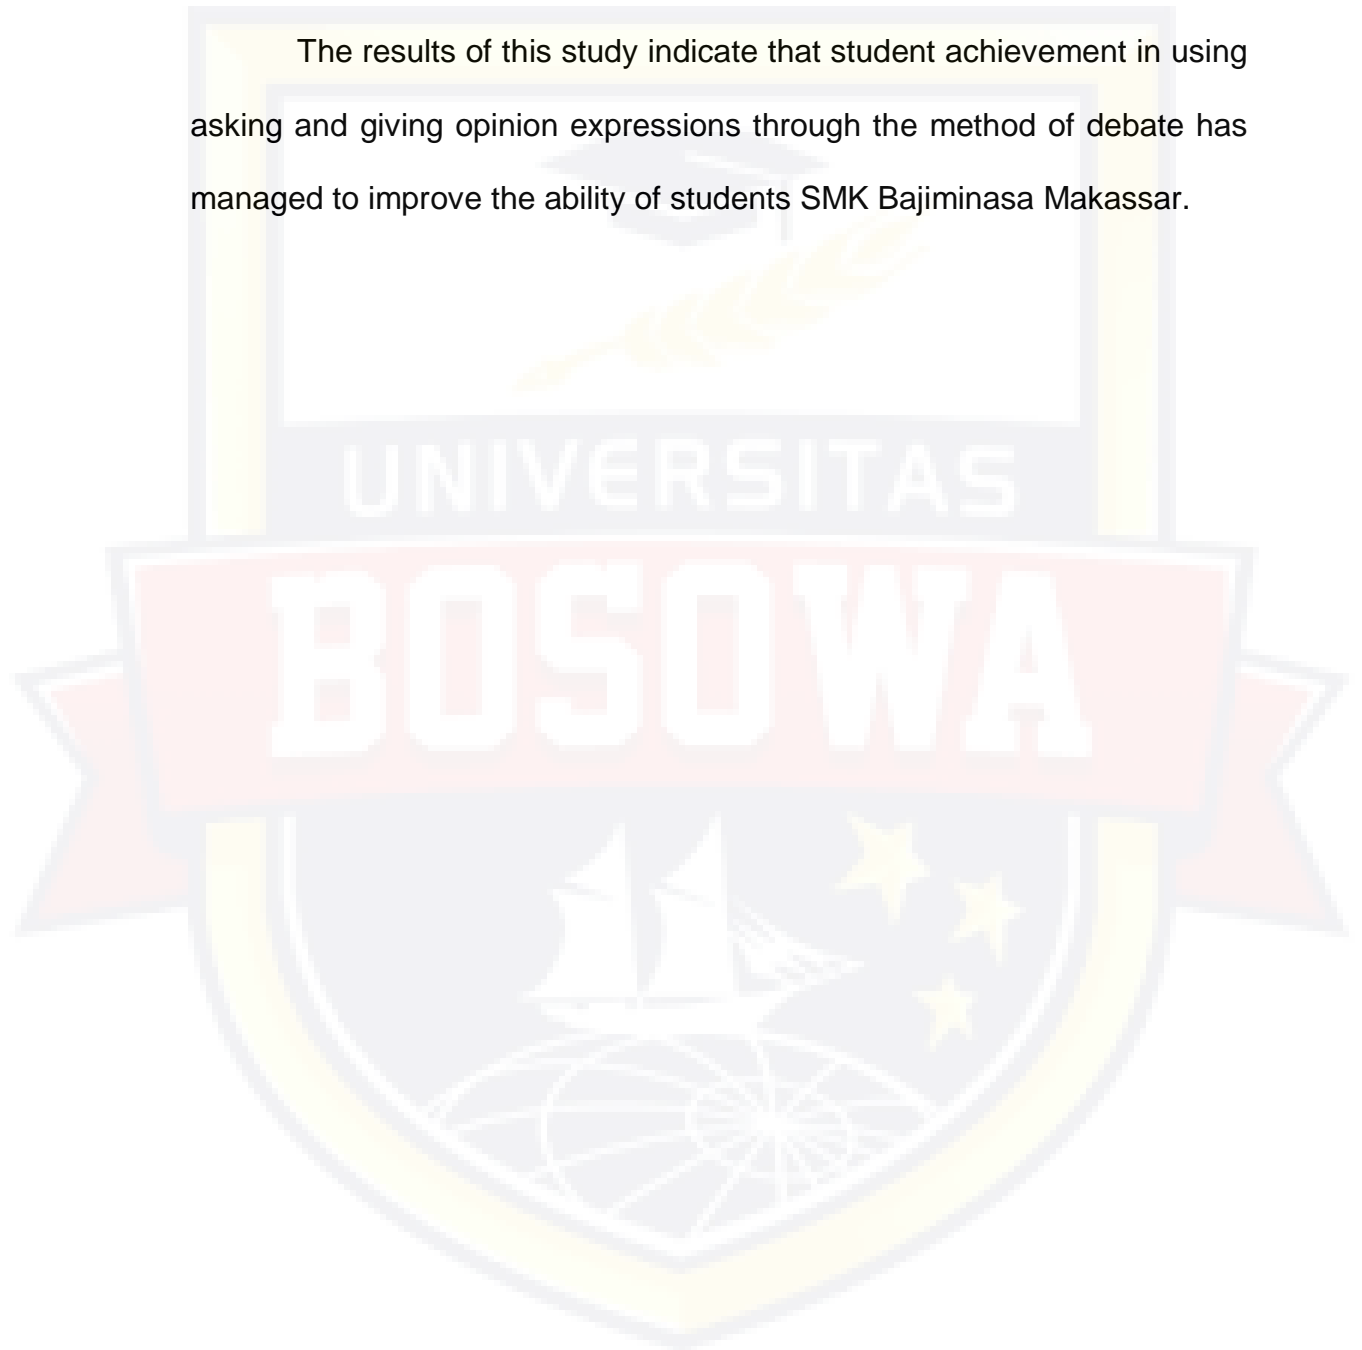 The results of this study indicate that student achievement in using
asking and giving opinion expressions through the method of debate has
managed to improve the ability of students SMK Bajiminasa Makassar.
UNIVERSITAS
BOSOWA